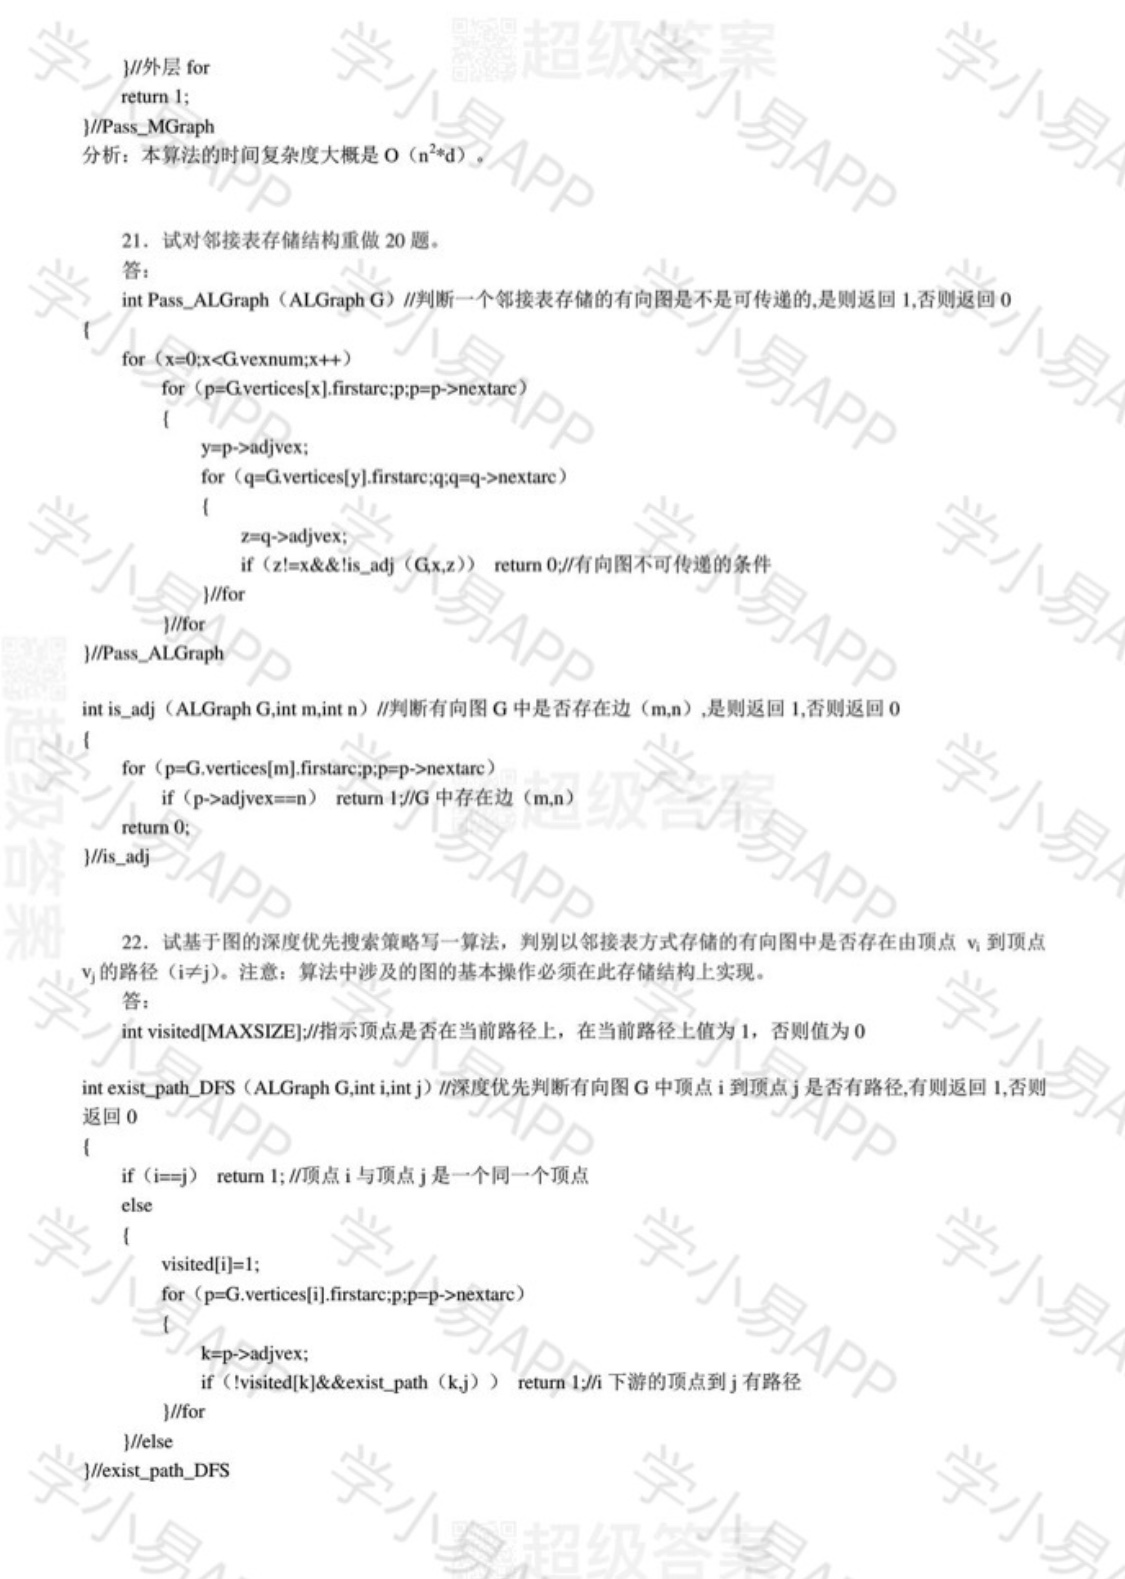 }//外层 for
return 1;
}//Pass_MGraph
分析：本算法的时间复杂度大概是 O（n²*d）。
21．试对邻接表存储结构重做 20 题。
答：
int Pass_ALGraph（ALGraph G）//判断一个邻接表存储的有向图是不是可传递的,是则返回 1,否则返回 0
{
for（x=0;x<G.vexnum;x++）
for（p=G.vertices[x].firstarc;p;p=p->nextarc）
{
y=p->adjvex;
for（q=G.vertices[y].firstarc;q;q=q->nextarc）
{
z=q->adjvex;
if（z!=x&&!is_adj（G,x,z）） return 0;//有向图不可传递的条件
}//for
}//for
}//Pass_ALGraph
int is_adj（ALGraph G,int m,int n）//判断有向图 G 中是否存在边（m,n）,是则返回 1,否则返回 0
{
for（p=G.vertices[m].firstarc;p;p=p->nextarc）
if（p->adjvex==n） return 1;//G 中存在边（m,n）
return 0;
}//is_adj
22．试基于图的深度优先搜索策略写一算法，判别以邻接表方式存储的有向图中是否存在由顶点 vᵢ 到顶点
vⱼ 的路径（i≠j）。注意：算法中涉及的图的基本操作必须在此存储结构上实现。
答：
int visited[MAXSIZE];//指示顶点是否在当前路径上，在当前路径上值为 1，否则值为 0
int exist_path_DFS（ALGraph G,int i,int j）//深度优先判断有向图 G 中顶点 i 到顶点 j 是否有路径,有则返回 1,否则
返回 0
{
if（i==j） return 1; //顶点 i 与顶点 j 是一个同一个顶点
else
{
visited[i]=1;
for（p=G.vertices[i].firstarc;p;p=p->nextarc）
{
k=p->adjvex;
if（!visited[k]&&exist_path（k,j）） return 1;//i 下游的顶点到 j 有路径
}//for
}//else
}//exist_path_DFS
学小易APP
超级答案